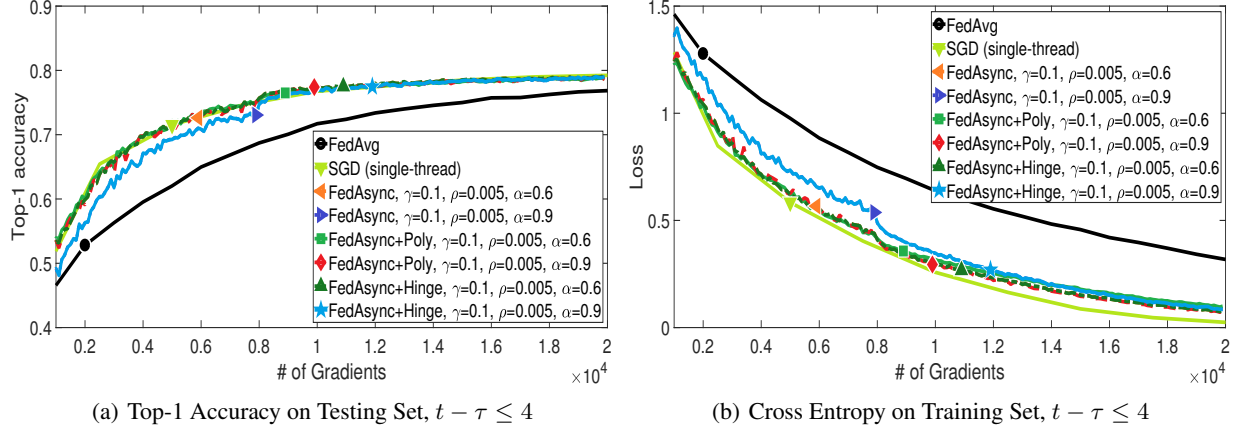 0.9
0.8
0.7
0.6
0.5
0.4
Top-1 accuracy
FedAvg
SGD (single-thread)
FedAsync, γ=0.1, ρ=0.005, α=0.6
FedAsync, γ=0.1, ρ=0.005, α=0.9
FedAsync+Poly, γ=0.1, ρ=0.005, α=0.6
FedAsync+Poly, γ=0.1, ρ=0.005, α=0.9
FedAsync+Hinge, γ=0.1, ρ=0.005, α=0.6
FedAsync+Hinge, γ=0.1, ρ=0.005, α=0.9
0.2 0.4 0.6 0.8 1 1.2 1.4 1.6 1.8 2
# of Gradients
×10⁴
(a) Top-1 Accuracy on Testing Set, t − τ ≤ 4
1.5
1
0.5
0
Loss
FedAvg
SGD (single-thread)
FedAsync, γ=0.1, ρ=0.005, α=0.6
FedAsync, γ=0.1, ρ=0.005, α=0.9
FedAsync+Poly, γ=0.1, ρ=0.005, α=0.6
FedAsync+Poly, γ=0.1, ρ=0.005, α=0.9
FedAsync+Hinge, γ=0.1, ρ=0.005, α=0.6
FedAsync+Hinge, γ=0.1, ρ=0.005, α=0.9
0.2 0.4 0.6 0.8 1 1.2 1.4 1.6 1.8 2
# of Gradients
×10⁴
(b) Cross Entropy on Training Set, t − τ ≤ 4